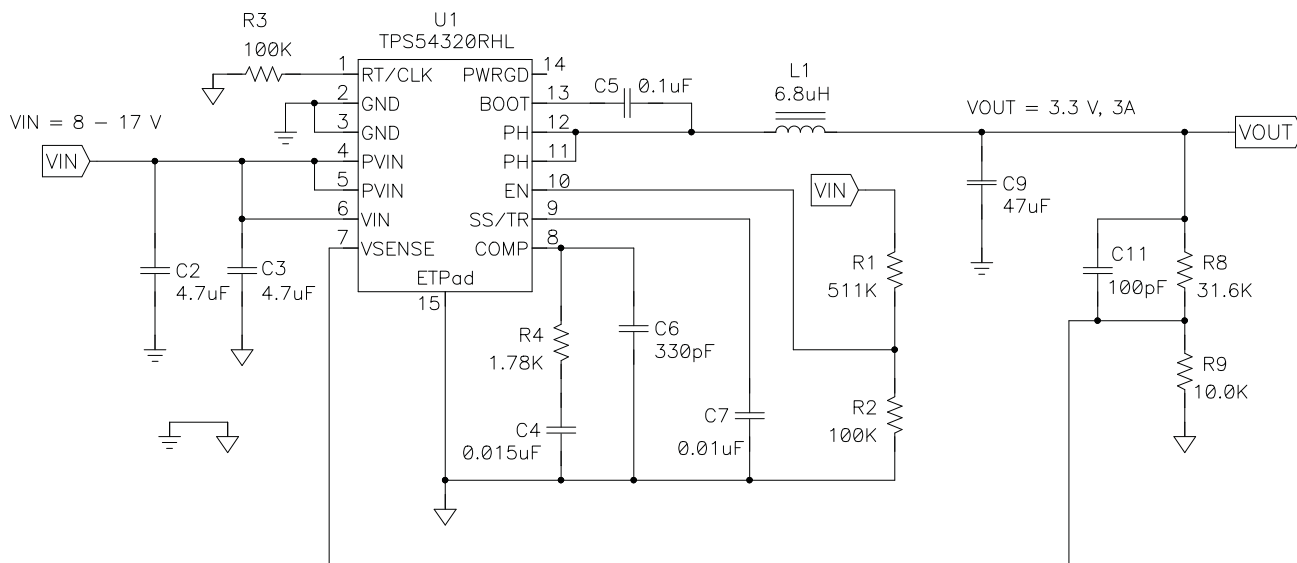 R3
100K
U1
TPS54320RHL
1
RT/CLK
PWRGD
14
2
GND
BOOT
13
C5
0.1uF
L1
6.8uH
3
GND
PH
12
VIN = 8 – 17 V
VOUT = 3.3 V, 3A
VOUT
VIN
4
PVIN
PH
11
5
PVIN
EN
10
VIN
C9
47uF
6
VIN
SS/TR
9
7
VSENSE
COMP
8
ETPad
15
C2
4.7uF
C3
4.7uF
R1
511K
C11
100pF
R8
31.6K
R4
1.78K
C6
330pF
R9
10.0K
C4
0.015uF
C7
0.01uF
R2
100K